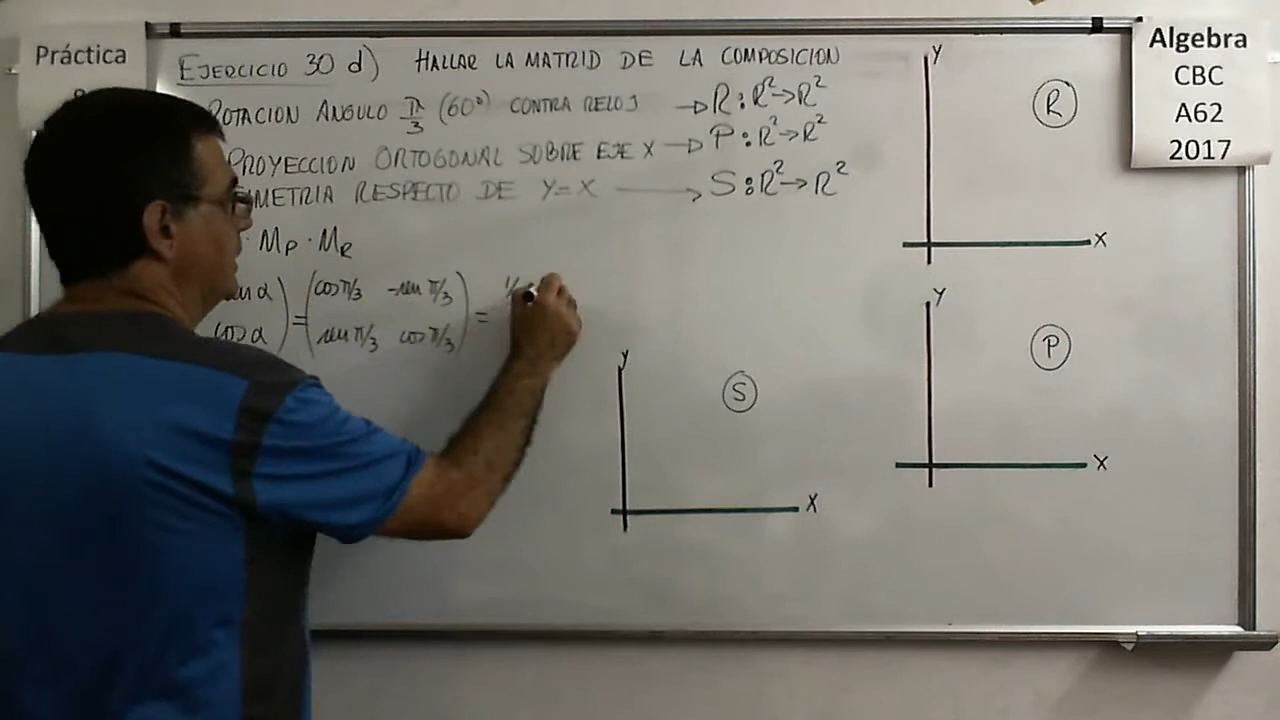 Práctica
EJERCICIO 30 d) HALLAR LA MATRID DE LA COMPOSICION
ROTACION ANGULO π/3 (60°) CONTRA RELOJ → R: R²→R²
PROYECCION ORTOGONAL SOBRE EJE X → P: R²→R²
RESPECTO DE Y=X → S: R²→R²
· Mp · MR
α) = (cos π/3 -sen π/3) =
cos α) (sen π/3 cos π/3)
Y
R
X
Y
P
X
Y
S
X
Algebra
CBC
A62
2017